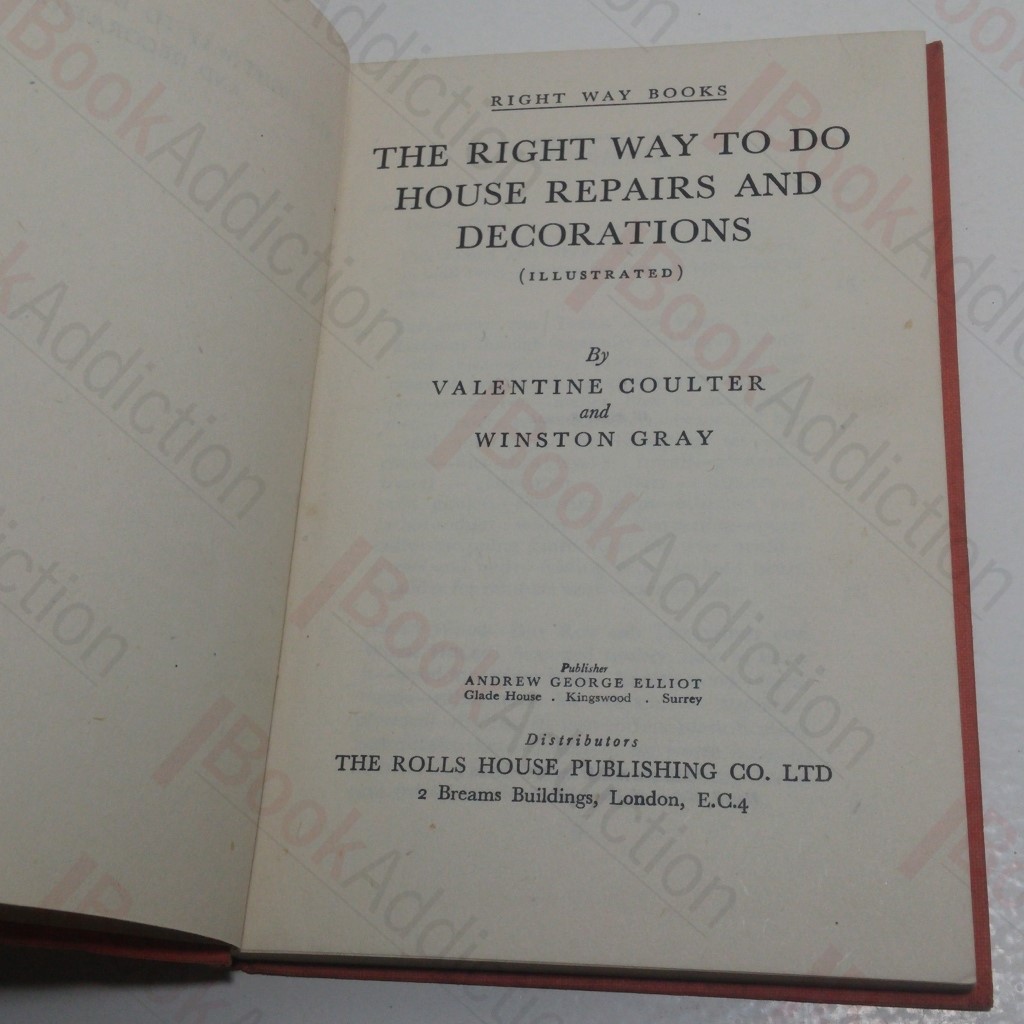 RIGHT WAY BOOKS
THE RIGHT WAY TO DO
HOUSE REPAIRS AND
DECORATIONS
(ILLUSTRATED)
By
VALENTINE COULTER
and
WINSTON GRAY
Publisher
ANDREW GEORGE ELLIOT
Glade House . Kingswood . Surrey
Distributors
THE ROLLS HOUSE PUBLISHING CO. LTD
2 Breams Buildings, London, E.C.4
BookAddiction